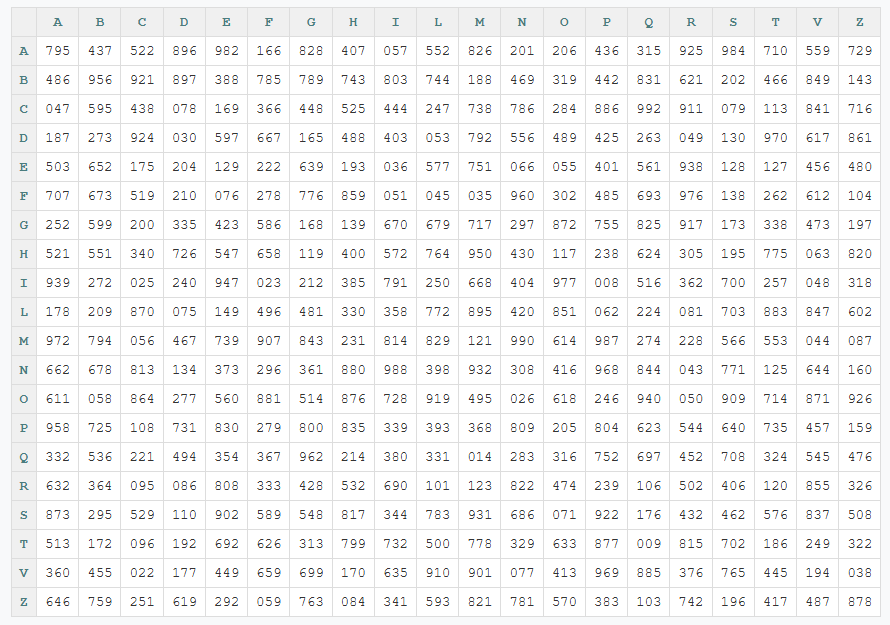 A B C D E F G H I L M N O P Q R S T V Z
A 795 437 522 896 982 166 828 407 057 552 826 201 206 436 315 925 984 710 559 729
B 486 956 921 897 388 785 789 743 803 744 188 469 319 442 831 621 202 466 849 143
C 047 595 438 078 169 366 448 525 444 247 738 786 284 886 992 911 079 113 841 716
D 187 273 924 030 597 667 165 488 403 053 792 556 489 425 263 049 130 970 617 861
E 503 652 175 204 129 222 639 193 036 577 751 066 055 401 561 938 128 127 456 480
F 707 673 519 210 076 278 776 859 051 045 035 960 302 485 693 976 138 262 612 104
G 252 599 200 335 423 586 168 139 670 679 717 297 872 755 825 917 173 338 473 197
H 521 551 340 726 547 658 119 400 572 764 950 430 117 238 624 305 195 775 063 820
I 939 272 025 240 947 023 212 385 791 250 668 404 977 008 516 362 700 257 048 318
L 178 209 870 075 149 496 481 330 358 772 895 420 851 062 224 081 703 883 847 602
M 972 794 056 467 739 907 843 231 814 829 121 990 614 987 274 228 566 553 044 087
N 662 678 813 134 373 296 361 880 988 398 932 308 416 968 844 043 771 125 644 160
O 611 058 864 277 560 881 514 876 728 919 495 026 618 246 940 050 909 714 871 926
P 958 725 108 731 830 279 800 835 339 393 368 809 205 804 623 544 640 735 457 159
Q 332 536 221 494 354 367 962 214 380 331 014 283 316 752 697 452 708 324 545 476
R 632 364 095 086 808 333 428 532 690 101 123 822 474 239 106 502 406 120 855 326
S 873 295 529 110 902 589 548 817 344 783 931 686 071 922 176 432 462 576 837 508
T 513 172 096 192 692 626 313 799 732 500 778 329 633 877 009 815 702 186 249 322
V 360 455 022 177 449 659 699 170 635 910 901 077 413 969 885 376 765 445 194 038
Z 646 759 251 619 292 059 763 084 341 593 821 781 570 383 103 742 196 417 487 878